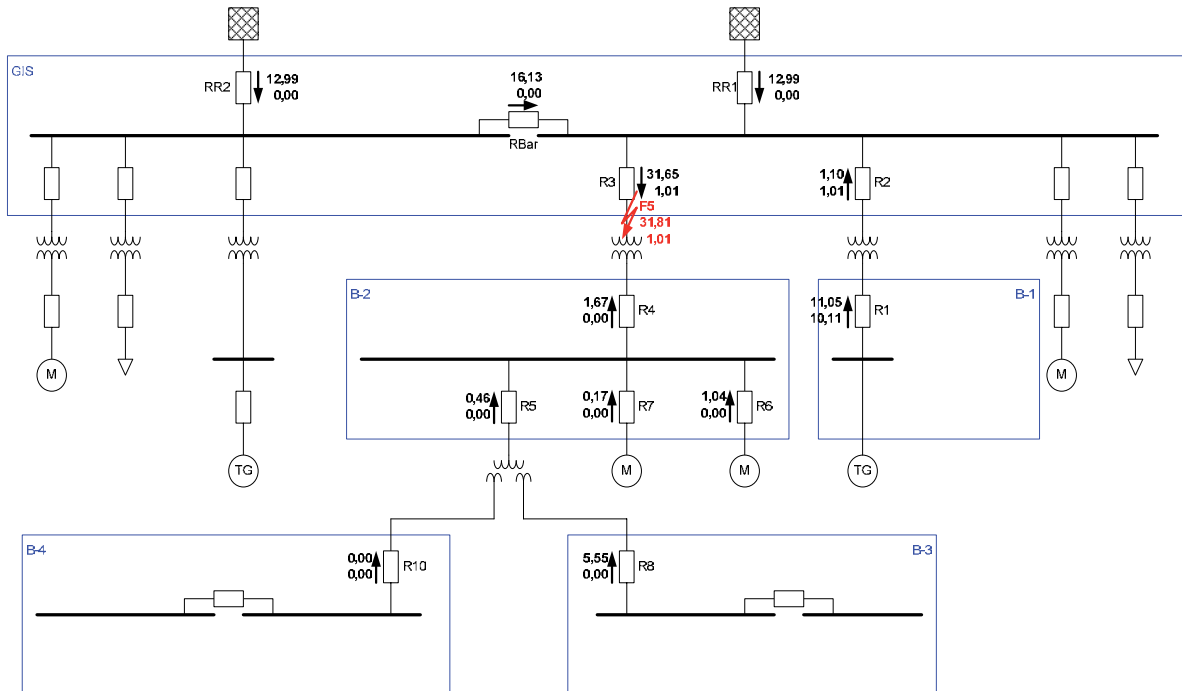 GIS
RR2
12,99
0,00
16,13
0,00
RBar
RR1
12,99
0,00
R3
31,65
1,01
F5
31,81
1,01
1,10
1,01
R2
B-2
1,67
0,00
R4
11,05
10,11
R1
B-1
M
M
0,46
0,00
R5
0,17
0,00
R7
1,04
0,00
R6
TG
M
M
TG
B-4
0,00
0,00
R10
5,55
0,00
R8
B-3